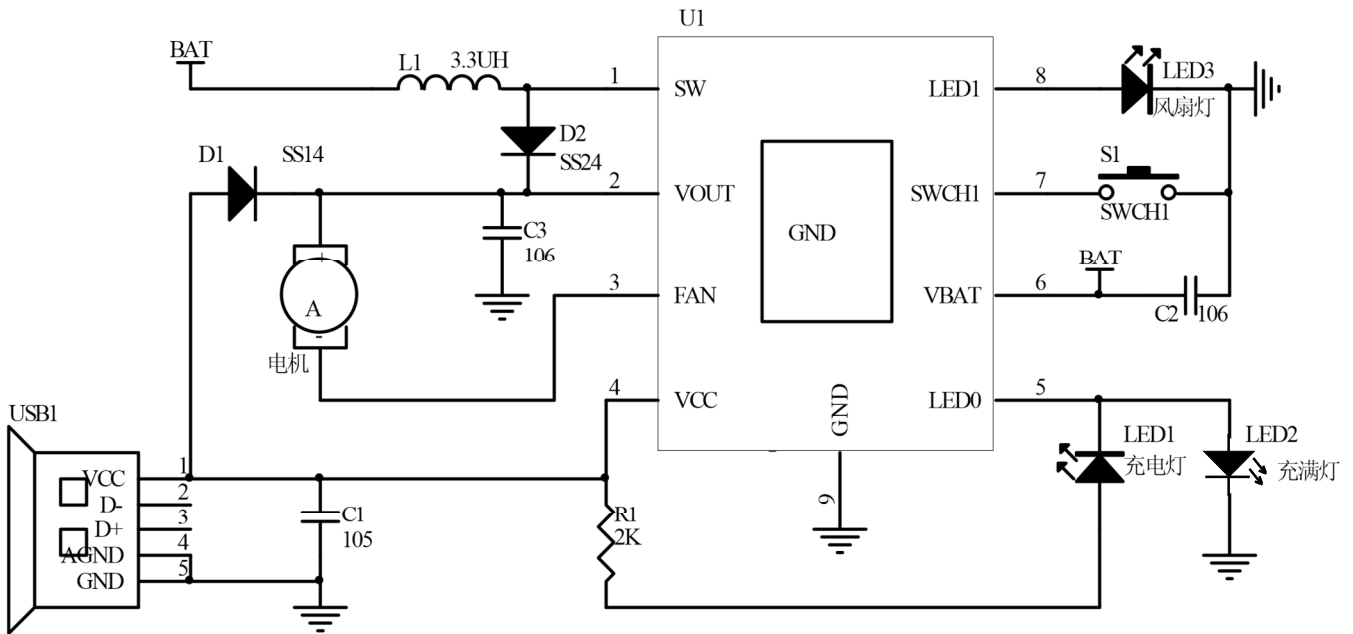 U1
BAT
L1 3.3UH
1
SW
LED1
8
LED3
风扇灯
D2
SS24
D1
SS14
2
VOUT
SWCH1
7
S1
SWCH1
GND
C3
106
+
A
-
电机
3
FAN
VBAT
6
BAT
C2 106
4
VCC
GND
LED0
5
LED1
充电灯
LED2
充满灯
9
USB1
VCC
1
D-
2
D+
3
AGND
4
GND
5
C1
105
R1
2K